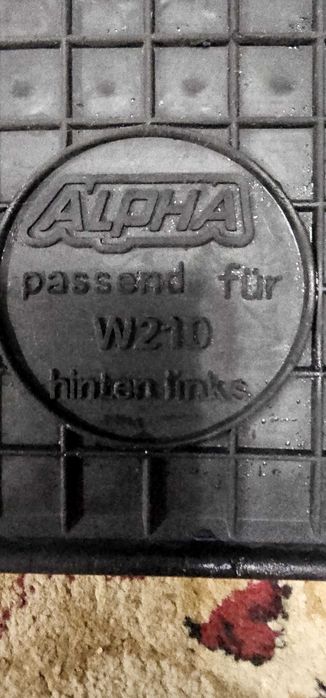 ALPHA
passend für
W210
hinten links